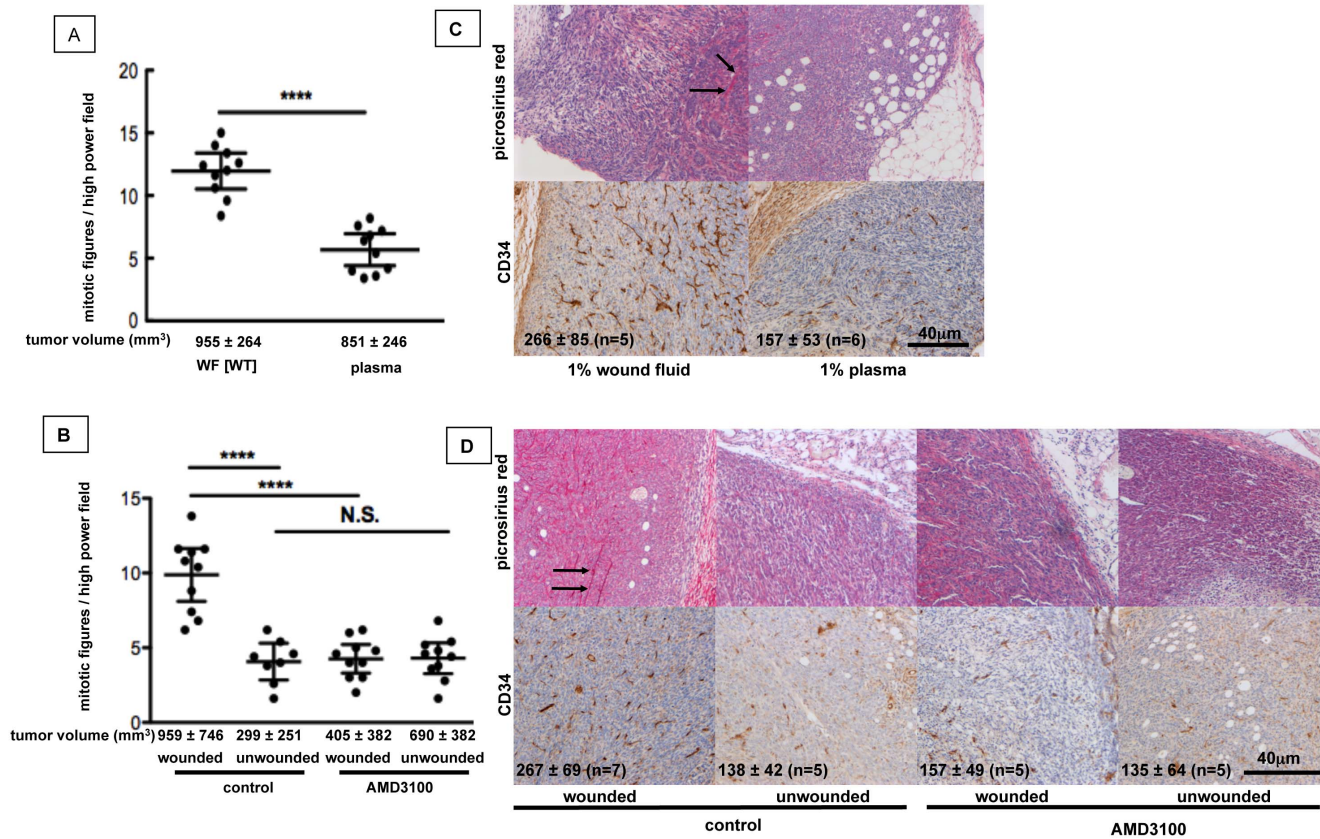 A
mitotic figures / high power field
20
15
10
5
0
****
tumor volume (mm³)
955 ± 264
851 ± 246
WF [WT]
plasma
C
picrosirius red
CD34
266 ± 85 (n=5)
157 ± 53 (n=6)
40μm
1% wound fluid
1% plasma
B
mitotic figures / high power field
15
10
5
0
****
****
N.S.
tumor volume (mm³)
959 ± 746
299 ± 251
405 ± 382
690 ± 382
wounded
unwounded
wounded
unwounded
control
AMD3100
D
picrosirius red
CD34
267 ± 69 (n=7)
138 ± 42 (n=5)
157 ± 49 (n=5)
135 ± 64 (n=5)
40μm
wounded
unwounded
wounded
unwounded
control
AMD3100